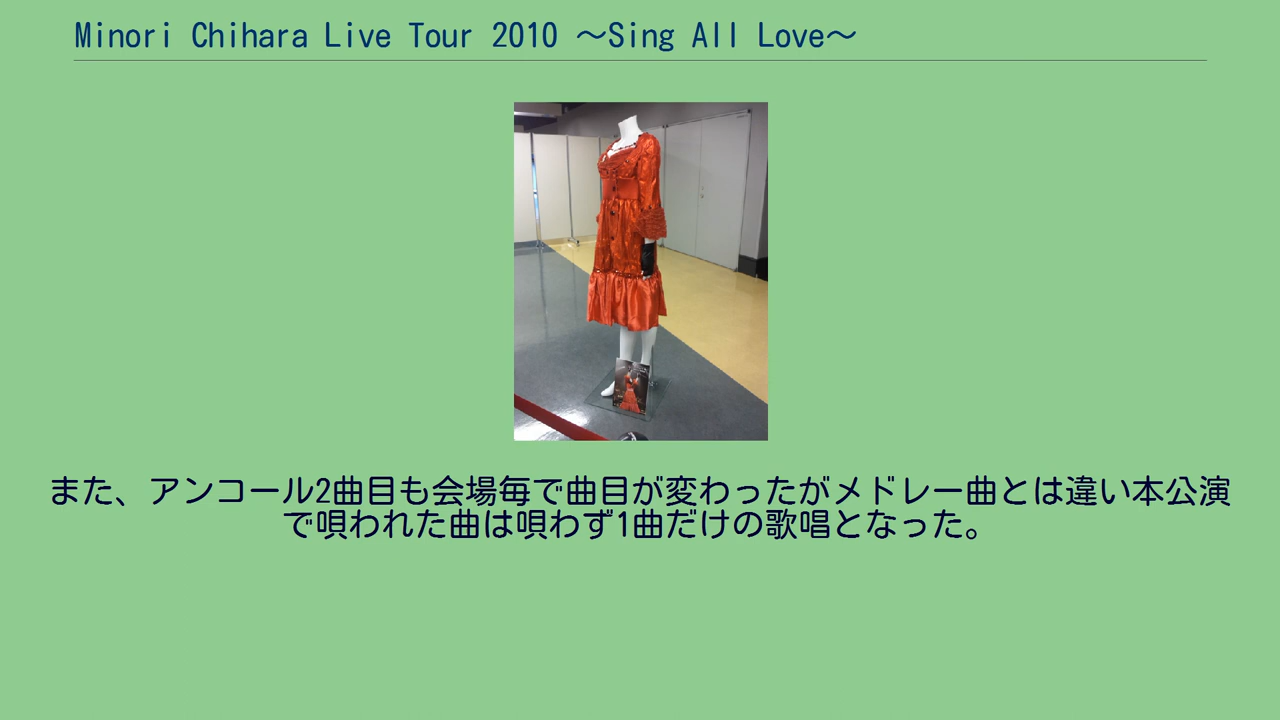 Minori Chihara Live Tour 2010 ～Sing All Love～
また、アンコール2曲目も会場毎で曲目が変わったがメドレー曲とは違い本公演
で唄われた曲は唄わず1曲だけの歌唱となった。